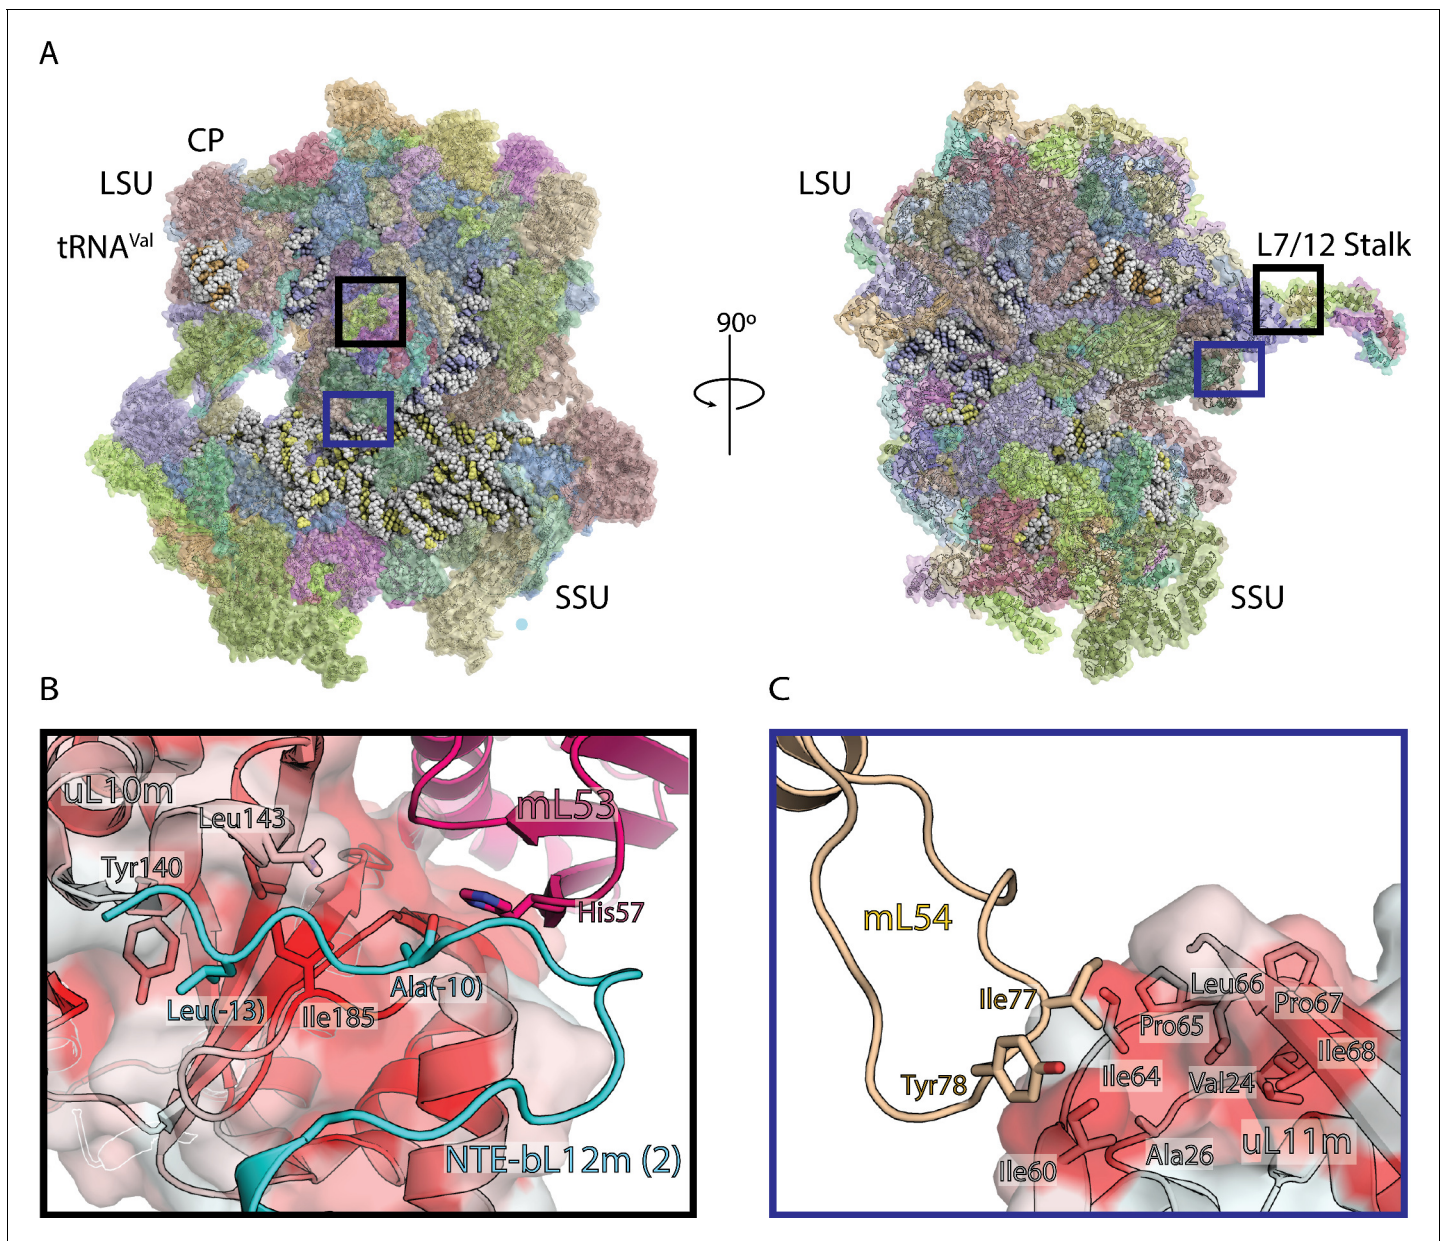 A
CP
LSU
tRNAVal
SSU
90º
LSU
L7/12 Stalk
SSU
B
uL10m
Leu143
Tyr140
mL53
His57
Leu(-13)
Ile185
Ala(-10)
NTE-bL12m (2)
C
mL54
Ile77
Tyr78
Leu66
Pro67
Pro65
Ile68
Ile64
Val24
uL11m
Ala26
Ile60